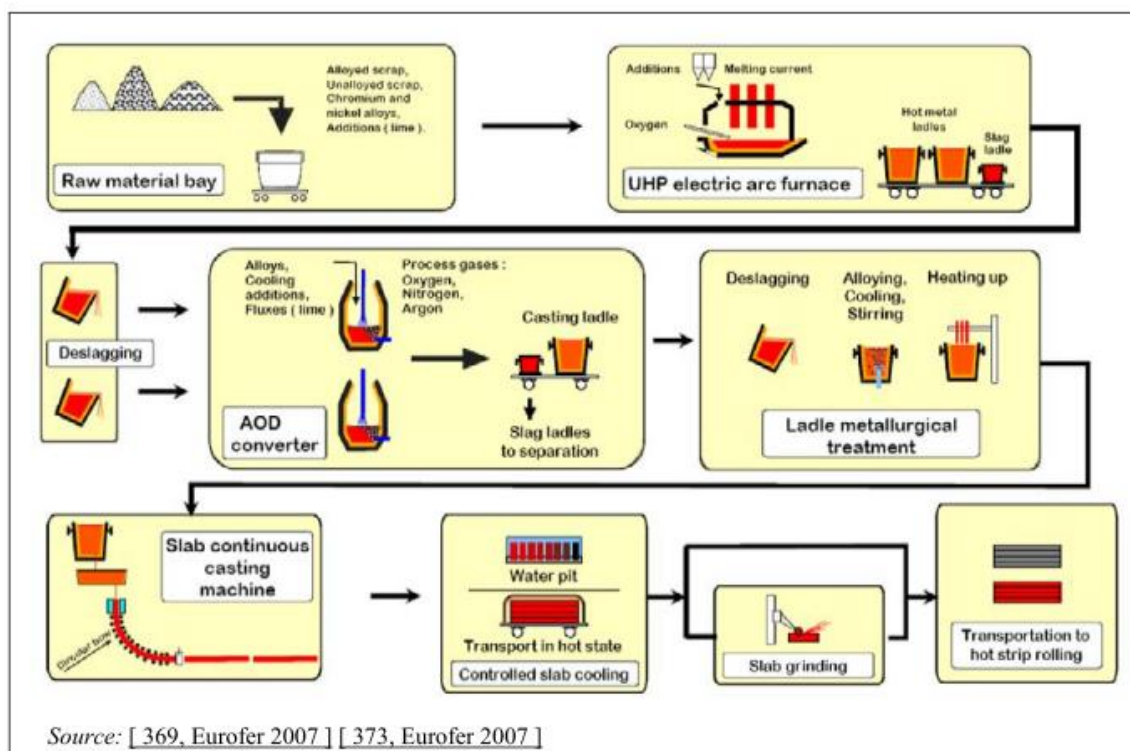 Alloyed scrap,
Unalloyed scrap,
Chromium and
nickel alloys,
Additions ( lime ).
Raw material bay
Additions
Melting current
Oxygen
Hot metal
ladles
Slag
ladle
UHP electric arc furnace
Deslagging
Alloys,
Cooling
additions,
Fluxes ( lime )
Process gases :
Oxygen,
Nitrogen,
Argon
Casting ladle
AOD
converter
Slag ladles
to separation
Deslagging
Alloying,
Cooling,
Stirring
Heating up
Ladle metallurgical
treatment
Slab continuous
casting
machine
Circular bow
Water pit
Transport in hot state
Controlled slab cooling
Slab grinding
Transportation to
hot strip rolling
Source: [ 369, Eurofer 2007 ] [ 373, Eurofer 2007 ]